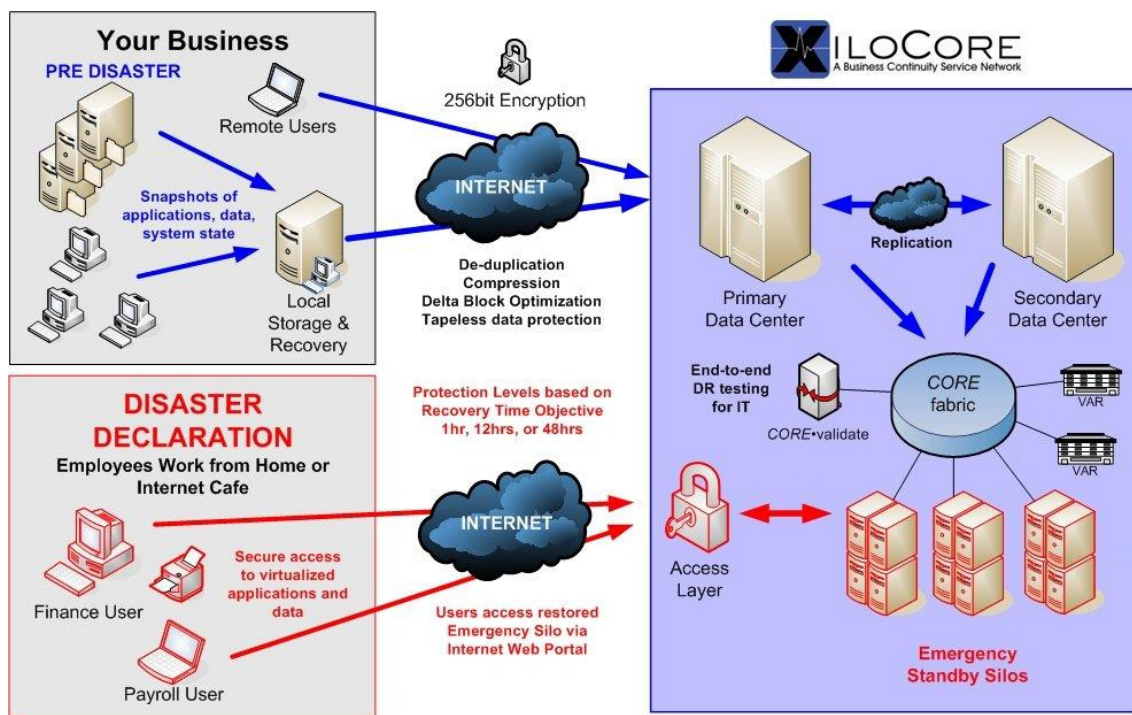 Your Business
PRE DISASTER
Remote Users
Snapshots of
applications, data,
system state
Local
Storage &
Recovery
256bit Encryption
INTERNET
De-duplication
Compression
Delta Block Optimization
Tapeless data protection
XILOCORE
A Business Continuity Service Network
Primary
Data Center
Replication
Secondary
Data Center
End-to-end
DR testing
for IT
CORE•validate
CORE
fabric
VAR
VAR
DISASTER
DECLARATION
Employees Work from Home or
Internet Cafe
Finance User
Secure access
to virtualized
applications and
data
Payroll User
Protection Levels based on
Recovery Time Objective
1hr, 12hrs, or 48hrs
INTERNET
Users access restored
Emergency Silo via
Internet Web Portal
Access
Layer
Emergency
Standby Silos